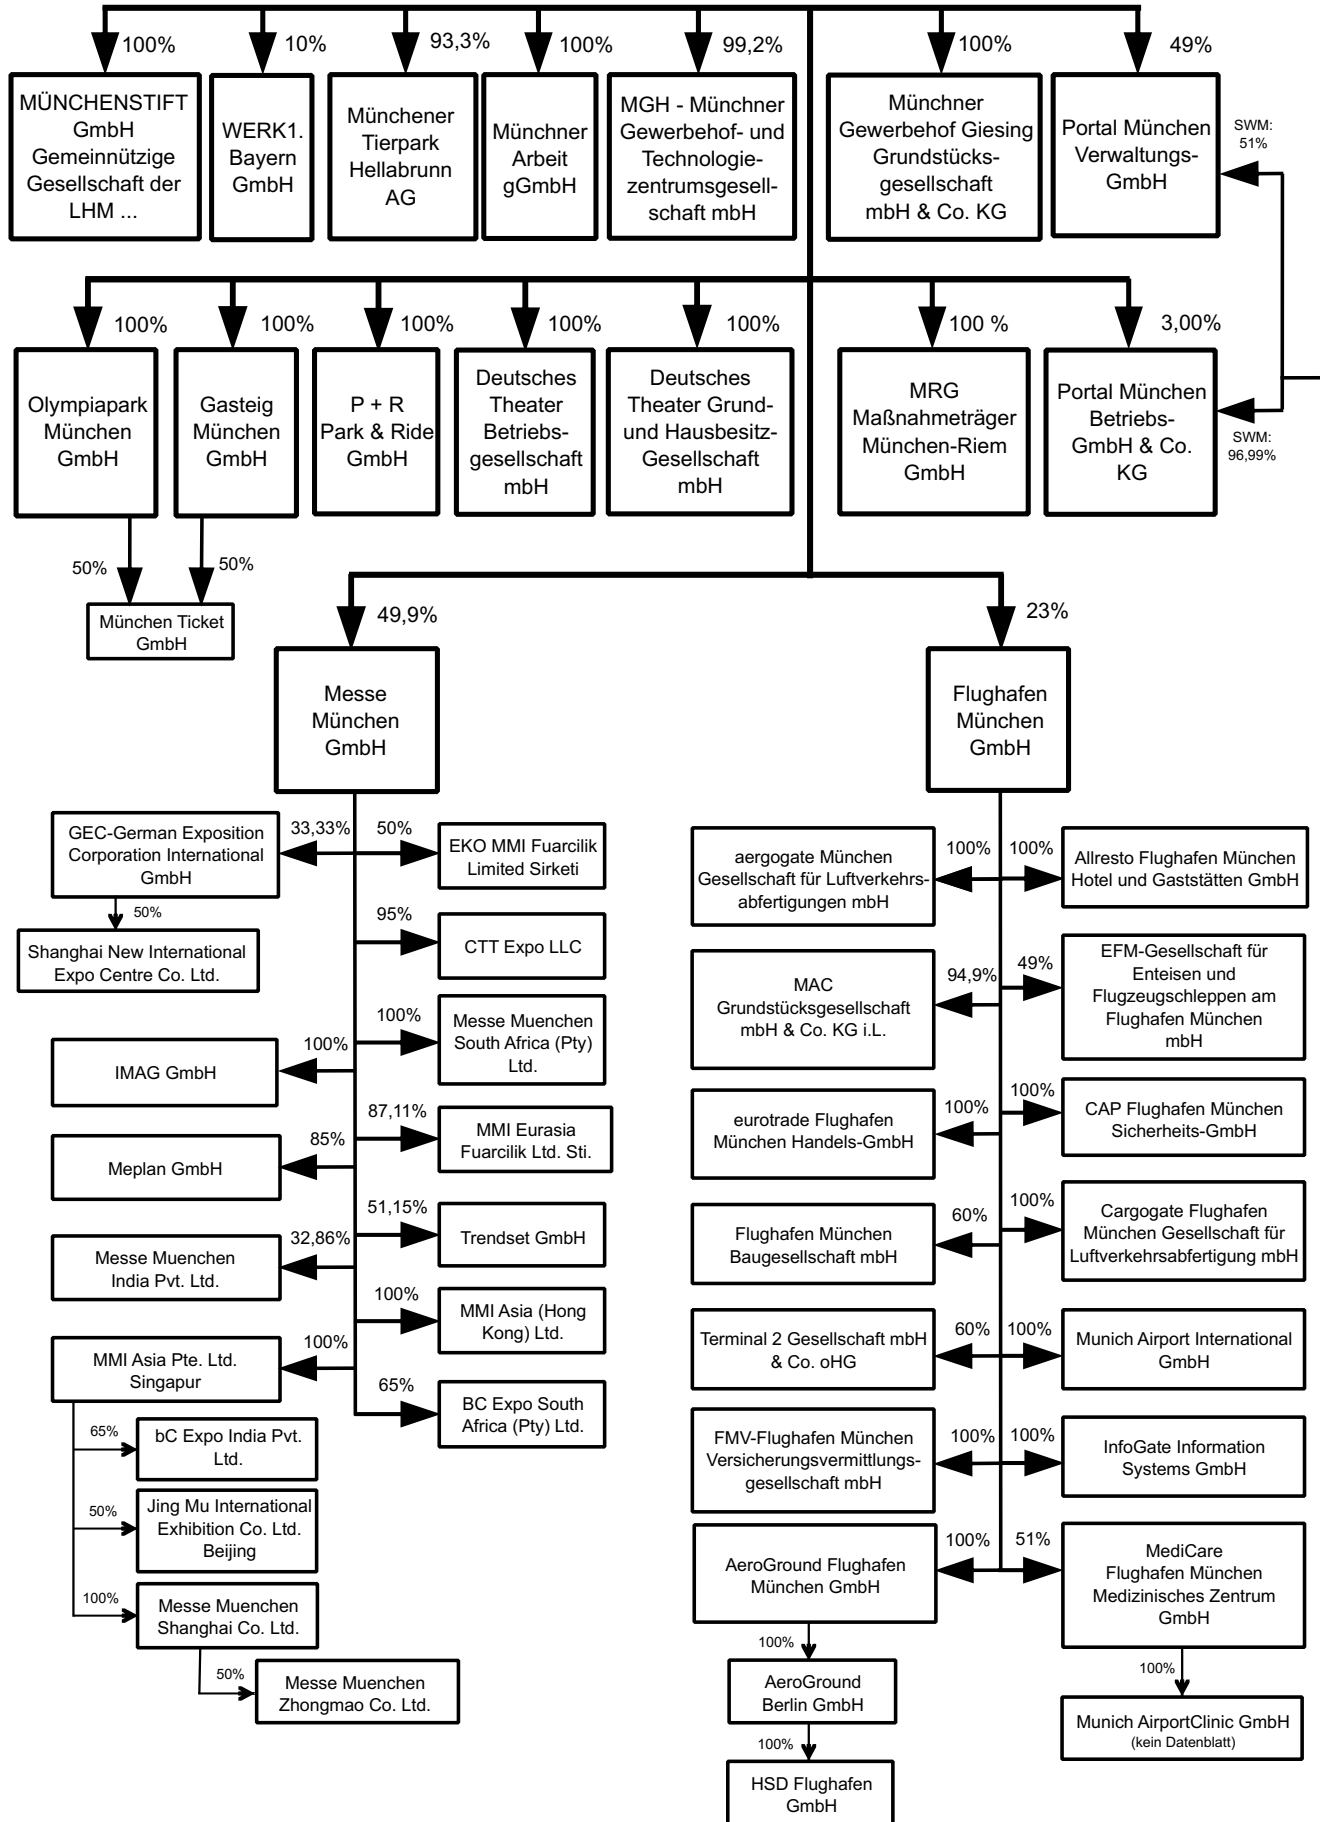 100%
10%
93,3%
100%
99,2%
100%
49%
MÜNCHENSTIFT
GmbH
Gemeinnützige
Gesellschaft der
LHM ...
WERK1.
Bayern
GmbH
Münchener
Tierpark
Hellabrunn
AG
Münchner
Arbeit
gGmbH
MGH - Münchner
Gewerbehof- und
Technologie-
zentrumsgesell-
schaft mbH
Münchner
Gewerbehof Giesing
Grundstücks-
gesellschaft
mbH & Co. KG
Portal München
Verwaltungs-
GmbH
SWM:
51%
100%
100%
100%
100%
100%
100 %
3,00%
Olympiapark
München
GmbH
Gasteig
München
GmbH
P + R
Park & Ride
GmbH
Deutsches
Theater
Betriebs-
gesellschaft
mbH
Deutsches
Theater Grund-
und Hausbesitz-
Gesellschaft
mbH
MRG
Maßnahmeträger
München-Riem
GmbH
Portal München
Betriebs-
GmbH & Co.
KG
SWM:
96,99%
50%
50%
München Ticket
GmbH
49,9%
23%
Messe
München
GmbH
Flughafen
München
GmbH
GEC-German Exposition
Corporation International
GmbH
33,33%
50%
EKO MMI Fuarcilik
Limited Sirketi
50%
Shanghai New International
Expo Centre Co. Ltd.
95%
CTT Expo LLC
100%
Messe Muenchen
South Africa (Pty)
Ltd.
100%
IMAG GmbH
87,11%
MMI Eurasia
Fuarcilik Ltd. Sti.
85%
Meplan GmbH
51,15%
Trendset GmbH
32,86%
Messe Muenchen
India Pvt. Ltd.
100%
MMI Asia (Hong
Kong) Ltd.
100%
MMI Asia Pte. Ltd.
Singapur
65%
BC Expo South
Africa (Pty) Ltd.
65%
bC Expo India Pvt.
Ltd.
50%
Jing Mu International
Exhibition Co. Ltd.
Beijing
100%
Messe Muenchen
Shanghai Co. Ltd.
50%
Messe Muenchen
Zhongmao Co. Ltd.
aergogate München
Gesellschaft für Luftverkehrs-
abfertigungen mbH
100%
100%
Allresto Flughafen München
Hotel und Gaststätten GmbH
MAC
Grundstücksgesellschaft
mbH & Co. KG i.L.
94,9%
49%
EFM-Gesellschaft für
Enteisen und
Flugzeugschleppen am
Flughafen München
mbH
eurotrade Flughafen
München Handels-GmbH
100%
100%
CAP Flughafen München
Sicherheits-GmbH
Flughafen München
Baugesellschaft mbH
60%
100%
Cargogate Flughafen
München Gesellschaft für
Luftverkehrsabfertigung mbH
Terminal 2 Gesellschaft mbH
& Co. oHG
60%
100%
Munich Airport International
GmbH
FMV-Flughafen München
Versicherungsvermittlungs-
gesellschaft mbH
100%
100%
InfoGate Information
Systems GmbH
AeroGround Flughafen
München GmbH
100%
51%
MediCare
Flughafen München
Medizinisches Zentrum
GmbH
100%
AeroGround
Berlin GmbH
100%
HSD Flughafen
GmbH
100%
Munich AirportClinic GmbH
(kein Datenblatt)